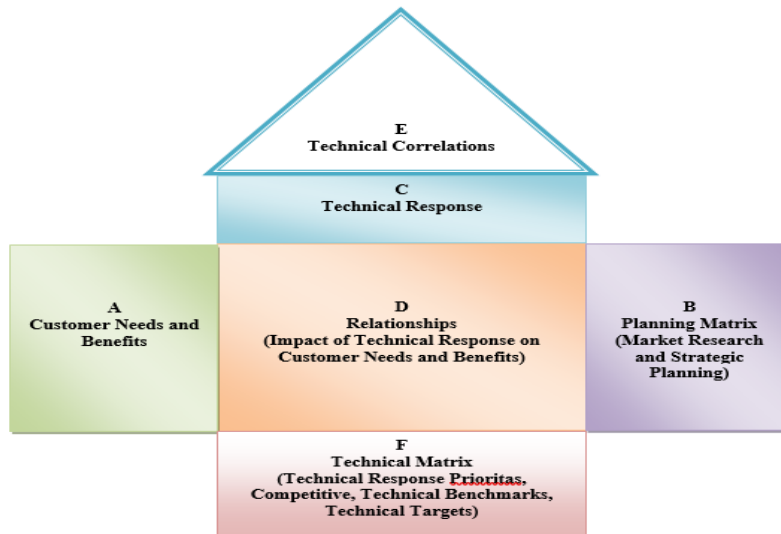 E
Technical Correlations
C
Technical Response
A
Customer Needs and
Benefits
D
Relationships
(Impact of Technical Response on
Customer Needs and Benefits)
B
Planning Matrix
(Market Research
and Strategic
Planning)
F
Technical Matrix
(Technical Response Prioritas,
Competitive, Technical Benchmarks,
Technical Targets)